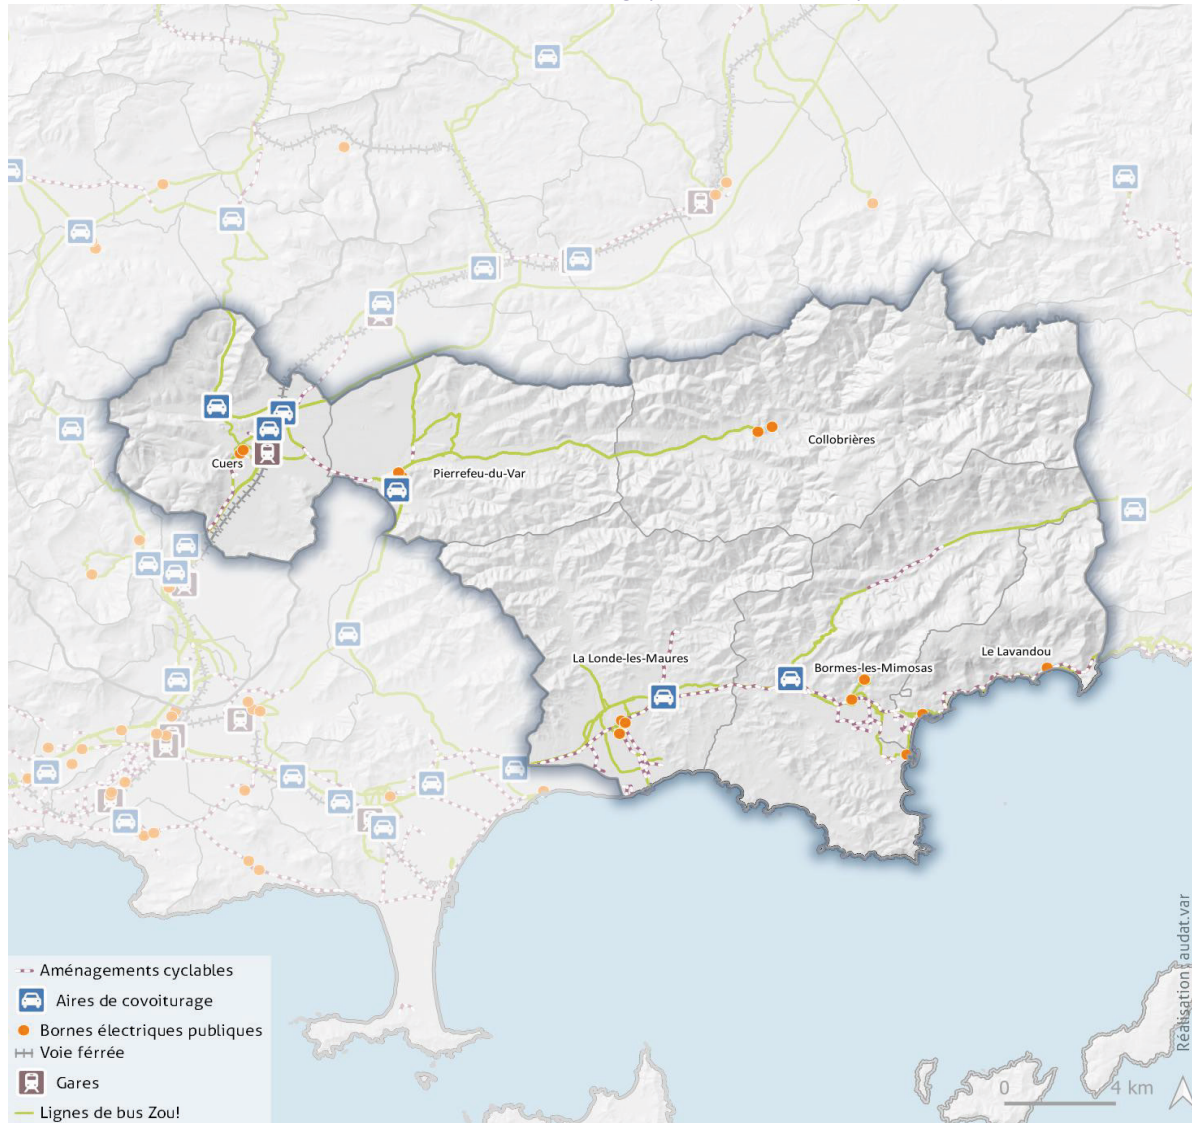 Collobrières
Cuers
Pierrefeu-du-Var
Le Lavandou
La Londe-les-Maures
Bormes-les-Mimosas
Aménagements cyclables
Aires de covoiturage
Bornes électriques publiques
Voie férrée
Gares
Lignes de bus Zou!
0 4 km
Réalisation : audat.var